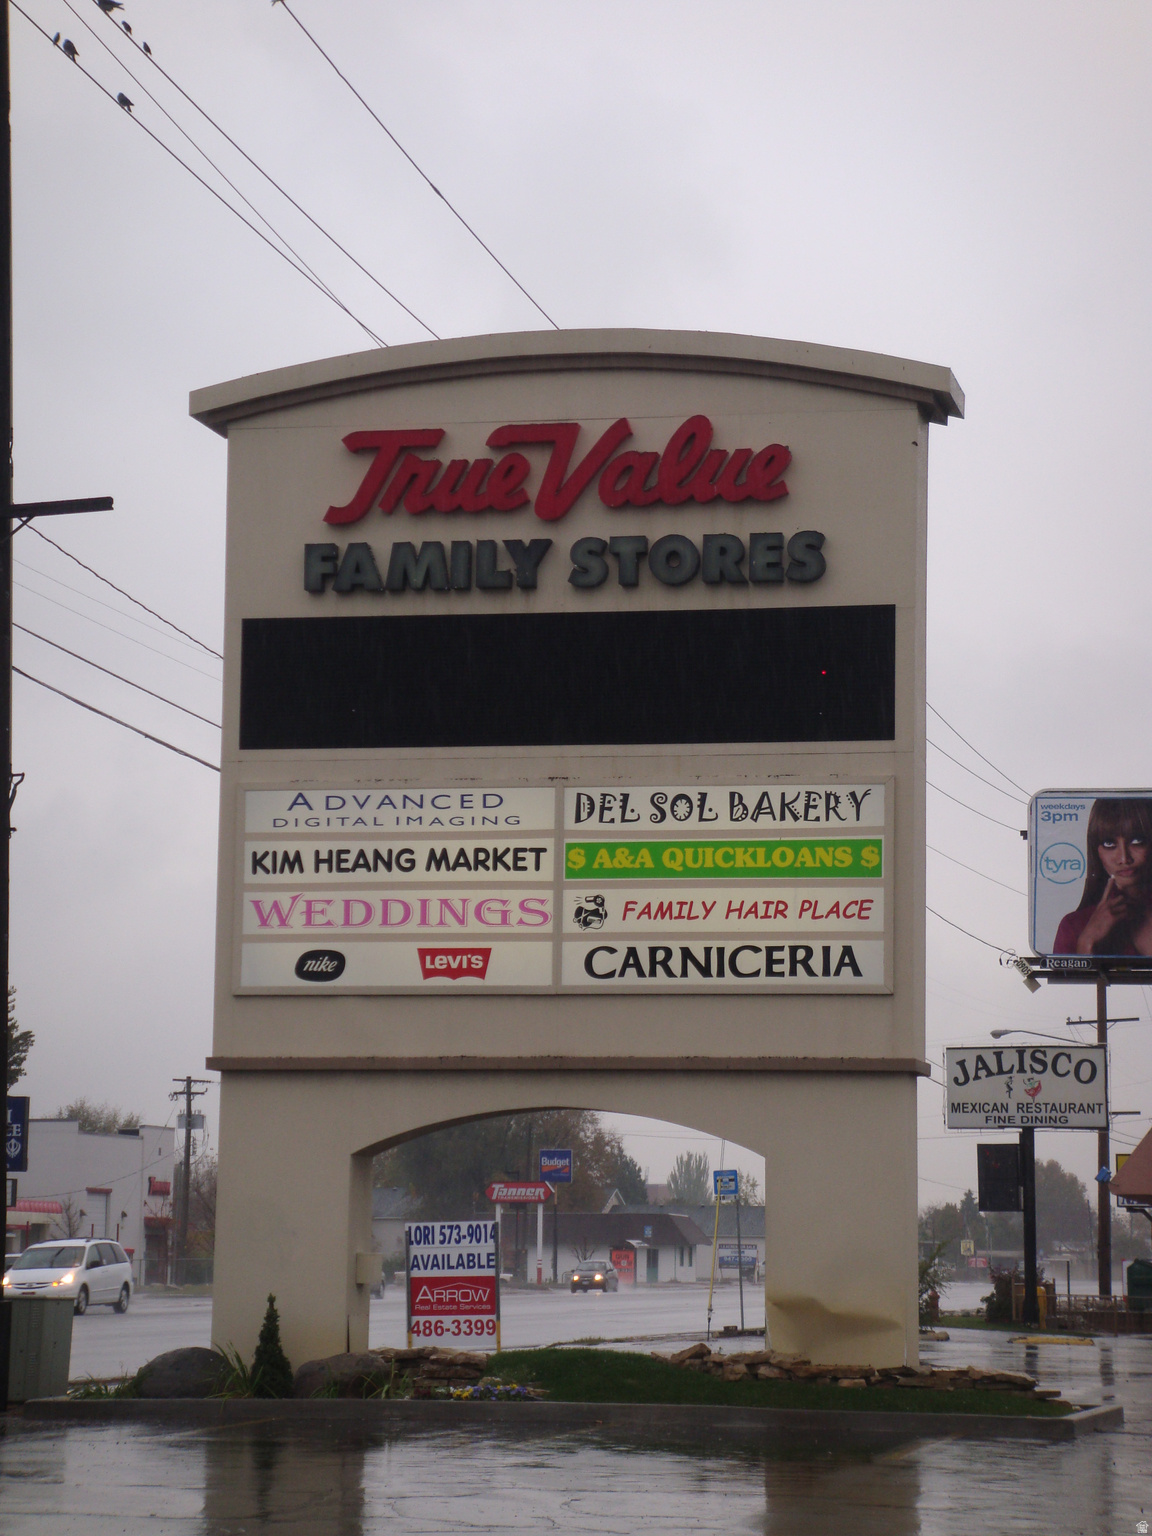 True Value
FAMILY STORES
ADVANCED
DIGITAL IMAGING
DEL SOL BAKERY
KIM HEANG MARKET
$ A&A QUICKLOANS $
WEDDINGS
FAMILY HAIR PLACE
nike
LEVI'S
CARNICERIA
weekdays
3pm
tyra
Reagan
JALISCO
MEXICAN RESTAURANT
FINE DINING
Budget
Tanner
LORI 573-9014
AVAILABLE
ARROW
Real Estate Services
486-3399